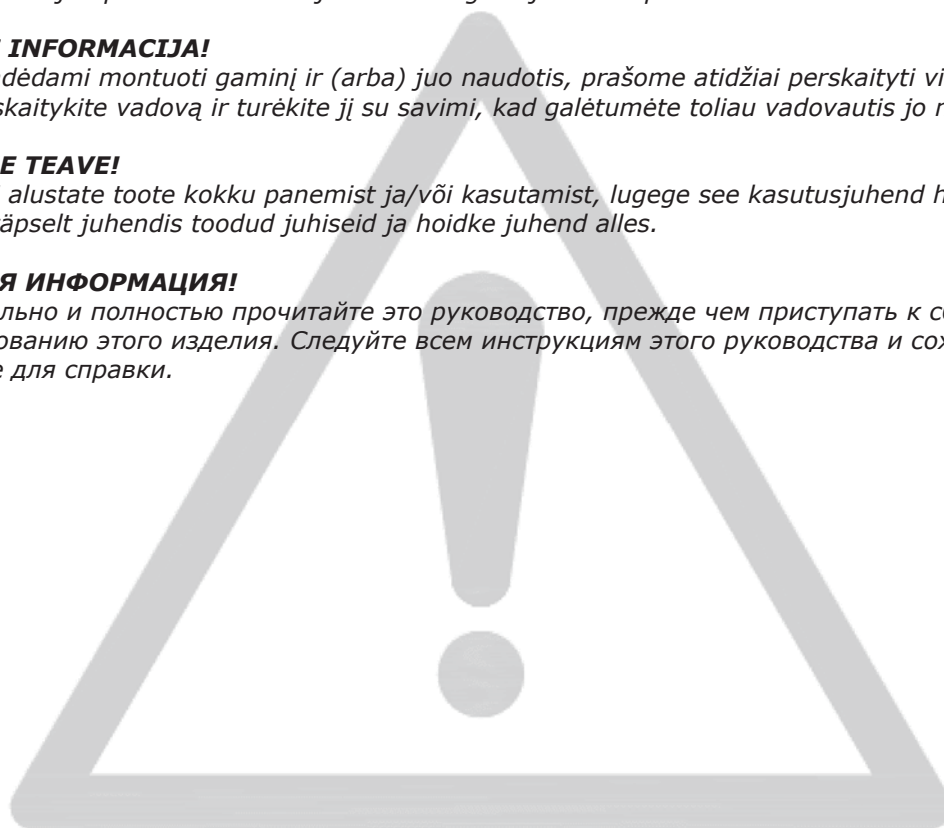 INFORMACIJA!
dėdami montuoti gaminį ir (arba) juo naudotis, prašome atidžiai perskaityti vi
skaitykite vadovą ir turėkite jį su savimi, kad galėtumėte toliau vadovautis jo
E TEAVE!
alustate toote kokku panemist ja/või kasutamist, lugege see kasutusjuhend
äpselt juhendis toodud juhiseid ja hoidke juhend alles.
Я ИНФОРМАЦИЯ!
льно и полностью прочитайте это руководство, прежде чем приступать к
ованию этого изделия. Следуйте всем инструкциям этого руководства и сох
е для справки.